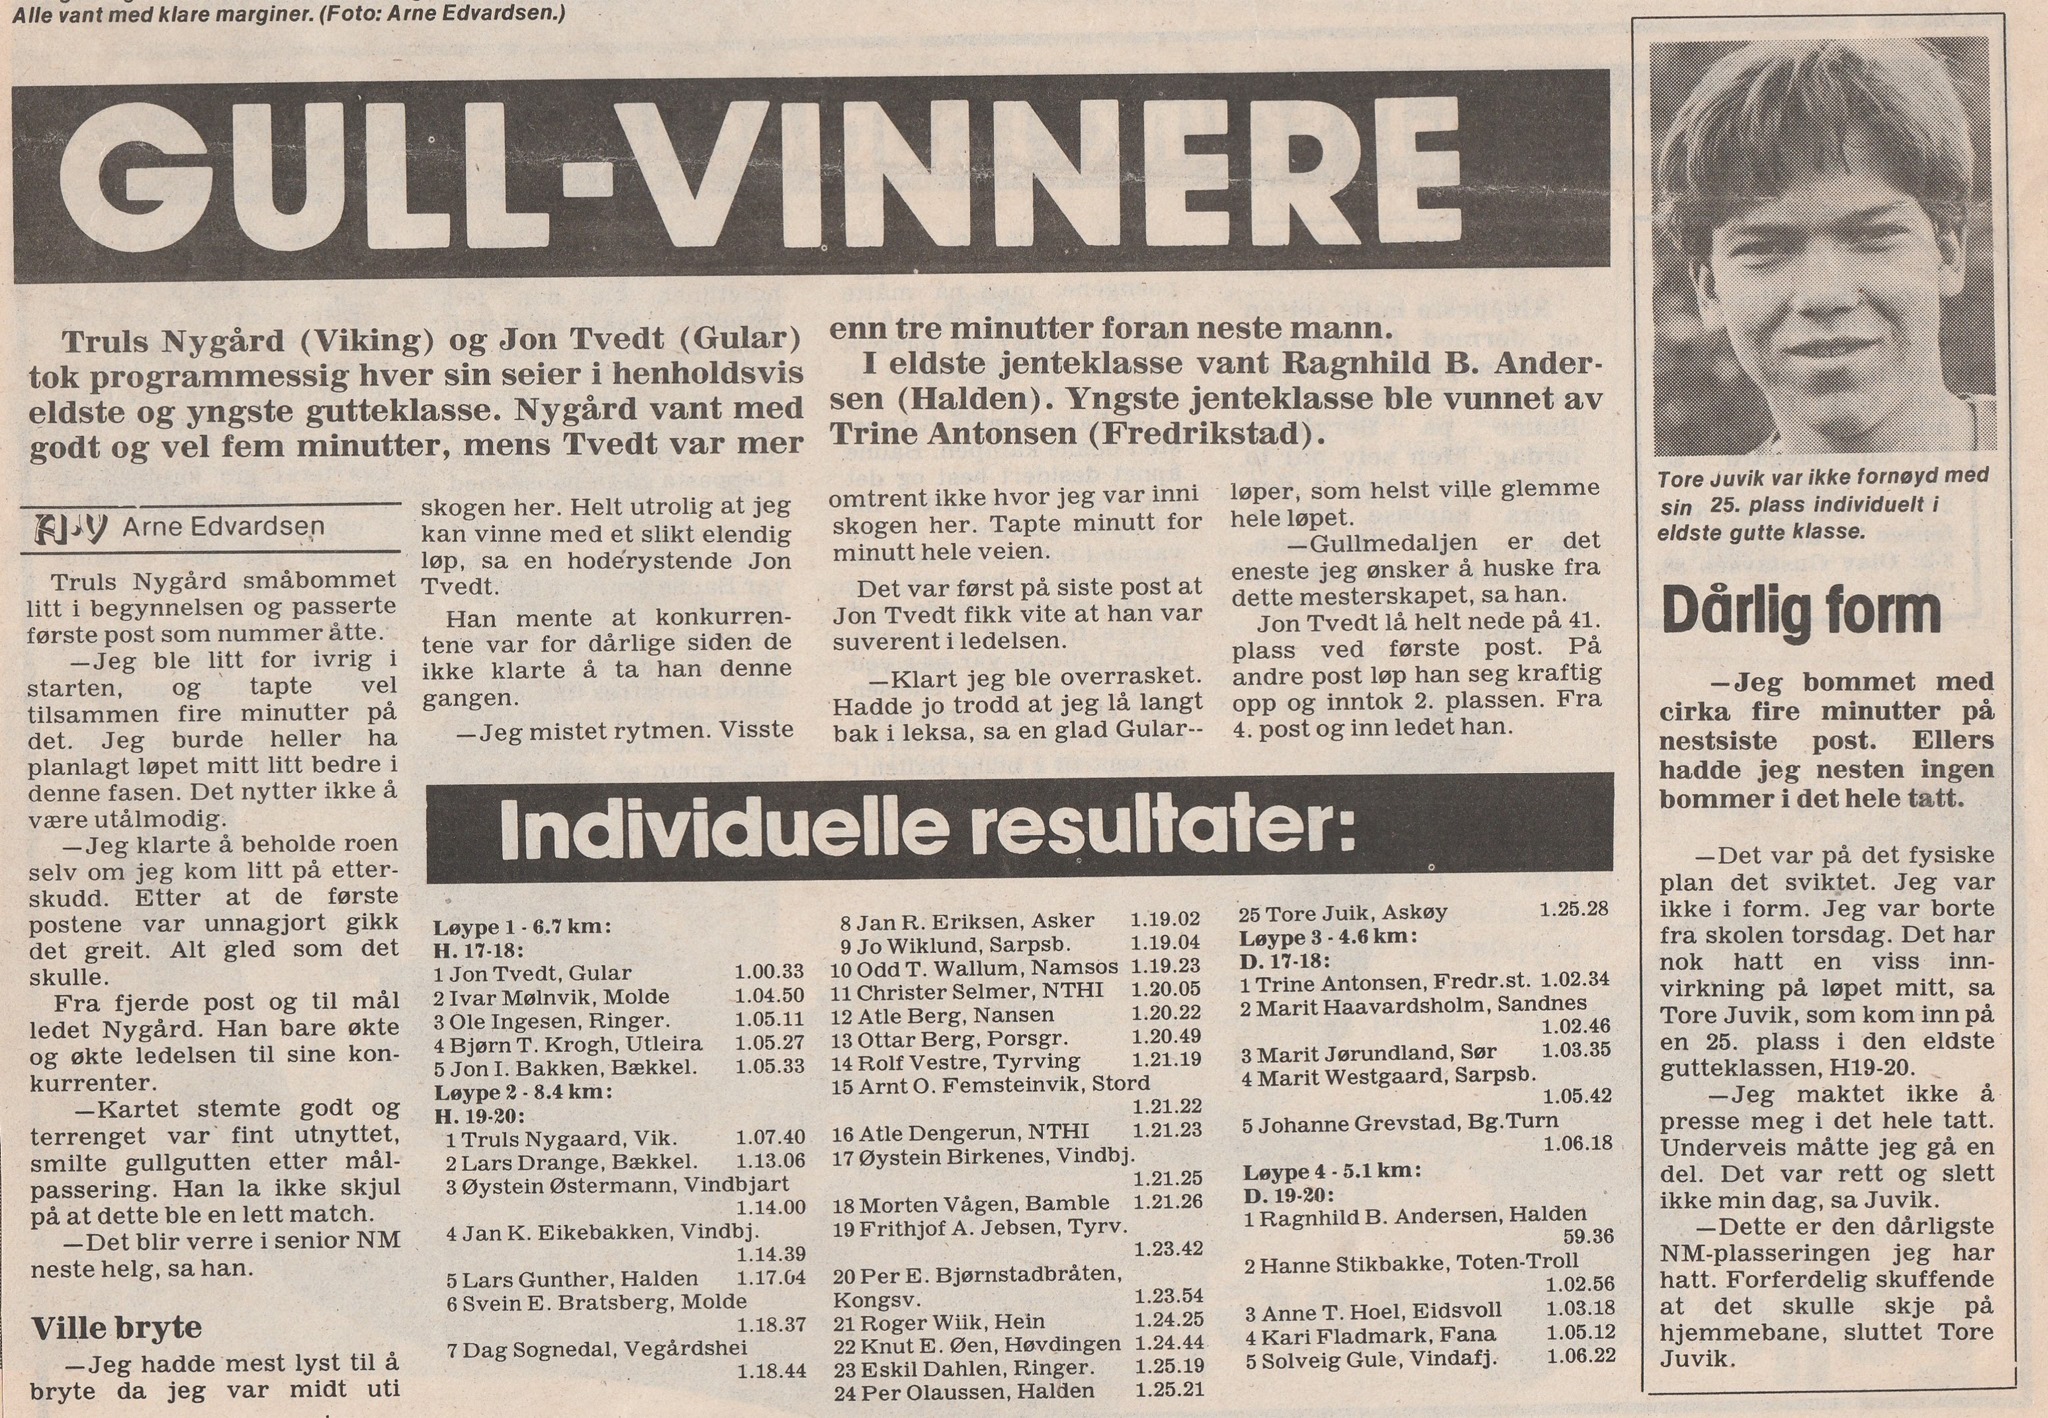 Alle vant med klare marginer. (Foto: Arne Edvardsen.)
GULL-VINNERE
Truls Nygård (Viking) og Jon Tvedt (Gular)
tok programmessig hver sin seier i henholdsvis
eldste og yngste gutteklasse. Nygård vant med
godt og vel fem minutter, mens Tvedt var mer
enn tre minutter foran neste mann.
I eldste jenteklasse vant Ragnhild B. Ander-
sen (Halden). Yngste jenteklasse ble vunnet av
Trine Antonsen (Fredrikstad).
Arne Edvardsen
Truls Nygård småbommet
litt i begynnelsen og passerte
første post som nummer åtte.
—Jeg ble litt for ivrig i
starten, og tapte vel
tilsammen fire minutter på
det. Jeg burde heller ha
planlagt løpet mitt litt bedre i
denne fasen. Det nytter ikke å
være utålmodig.
—Jeg klarte å beholde roen
selv om jeg kom litt på etter-
skudd. Etter at de første
postene var unnagjort gikk
det greit. Alt gled som det
skulle.
Fra fjerde post og til mål
ledet Nygård. Han bare økte
og økte ledelsen til sine kon-
kurrenter.
—Kartet stemte godt og
terrenget var fint utnyttet,
smilte gullgutten etter mål-
passering. Han la ikke skjul
på at dette ble en lett match.
—Det blir verre i senior NM
neste helg, sa han.
Ville bryte
—Jeg hadde mest lyst til å
bryte da jeg var midt uti
skogen her. Helt utrolig at jeg
kan vinne med et slikt elendig
løp, sa en hoderystende Jon
Tvedt.
Han mente at konkurren-
tene var for dårlige siden de
ikke klarte å ta han denne
gangen.
—Jeg mistet rytmen. Visste
omtrent ikke hvor jeg var inni
skogen her. Tapte minutt for
minutt hele veien.
Det var først på siste post at
Jon Tvedt fikk vite at han var
suverent i ledelsen.
—Klart jeg ble overrasket.
Hadde jo trodd at jeg lå langt
bak i leksa, sa en glad Gular--
løper, som helst ville glemme
hele løpet.
—Gullmedaljen er det
eneste jeg ønsker å huske fra
dette mesterskapet, sa han.
Jon Tvedt lå helt nede på 41.
plass ved første post. På
andre post løp han seg kraftig
opp og inntok 2. plassen. Fra
4. post og inn ledet han.
Individuelle resultater:
Løype 1 - 6.7 km:
H. 17-18:
1 Jon Tvedt, Gular 1.00.33
2 Ivar Mølnvik, Molde 1.04.50
3 Ole Ingesen, Ringer. 1.05.11
4 Bjørn T. Krogh, Utleira 1.05.27
5 Jon I. Bakken, Bækkel. 1.05.33
Løype 2 - 8.4 km:
H. 19-20:
1 Truls Nygaard, Vik. 1.07.40
2 Lars Drange, Bækkel. 1.13.06
3 Øystein Østermann, Vindbjart
1.14.00
4 Jan K. Eikebakken, Vindbj.
1.14.39
5 Lars Gunther, Halden 1.17.04
6 Svein E. Bratsberg, Molde
1.18.37
7 Dag Sognedal, Vegårdshei
1.18.44
8 Jan R. Eriksen, Asker 1.19.02
9 Jo Wiklund, Sarpsb. 1.19.04
10 Odd T. Wallum, Namsos 1.19.23
11 Christer Selmer, NTHI 1.20.05
12 Atle Berg, Nansen 1.20.22
13 Ottar Berg, Porsgr. 1.20.49
14 Rolf Vestre, Tyrving 1.21.19
15 Arnt O. Femsteinvik, Stord
1.21.22
16 Atle Dengerun, NTHI 1.21.23
17 Øystein Birkenes, Vindbj.
1.21.25
18 Morten Vågen, Bamble 1.21.26
19 Frithjof A. Jebsen, Tyrv.
1.23.42
20 Per E. Bjørnstadbråten,
Kongsv. 1.23.54
21 Roger Wiik, Hein 1.24.25
22 Knut E. Øen, Høvdingen 1.24.44
23 Eskil Dahlen, Ringer. 1.25.19
24 Per Olaussen, Halden 1.25.21
25 Tore Juik, Askøy 1.25.28
Løype 3 - 4.6 km:
D. 17-18:
1 Trine Antonsen, Fredr.st. 1.02.34
2 Marit Haavardsholm, Sandnes
1.02.46
3 Marit Jørundland, Sør 1.03.35
4 Marit Westgaard, Sarpsb.
1.05.42
5 Johanne Grevstad, Bg.Turn
1.06.18
Løype 4 - 5.1 km:
D. 19-20:
1 Ragnhild B. Andersen, Halden
59.36
2 Hanne Stikbakke, Toten-Troll
1.02.56
3 Anne T. Hoel, Eidsvoll 1.03.18
4 Kari Fladmark, Fana 1.05.12
5 Solveig Gule, Vindafj. 1.06.22
Tore Juvik var ikke fornøyd med
sin 25. plass individuelt i
eldste gutte klasse.
Dårlig form
—Jeg bommet med
cirka fire minutter på
nestsiste post. Ellers
hadde jeg nesten ingen
bommer i det hele tatt.
—Det var på det fysiske
plan det sviktet. Jeg var
ikke i form. Jeg var borte
fra skolen torsdag. Det har
nok hatt en viss inn-
virkning på løpet mitt, sa
Tore Juvik, som kom inn på
en 25. plass i den eldste
gutteklassen, H19-20.
—Jeg maktet ikke å
presse meg i det hele tatt.
Underveis måtte jeg gå en
del. Det var rett og slett
ikke min dag, sa Juvik.
—Dette er den dårligste
NM-plasseringen jeg har
hatt. Forferdelig skuffende
at det skulle skje på
hjemmebane, sluttet Tore
Juvik.